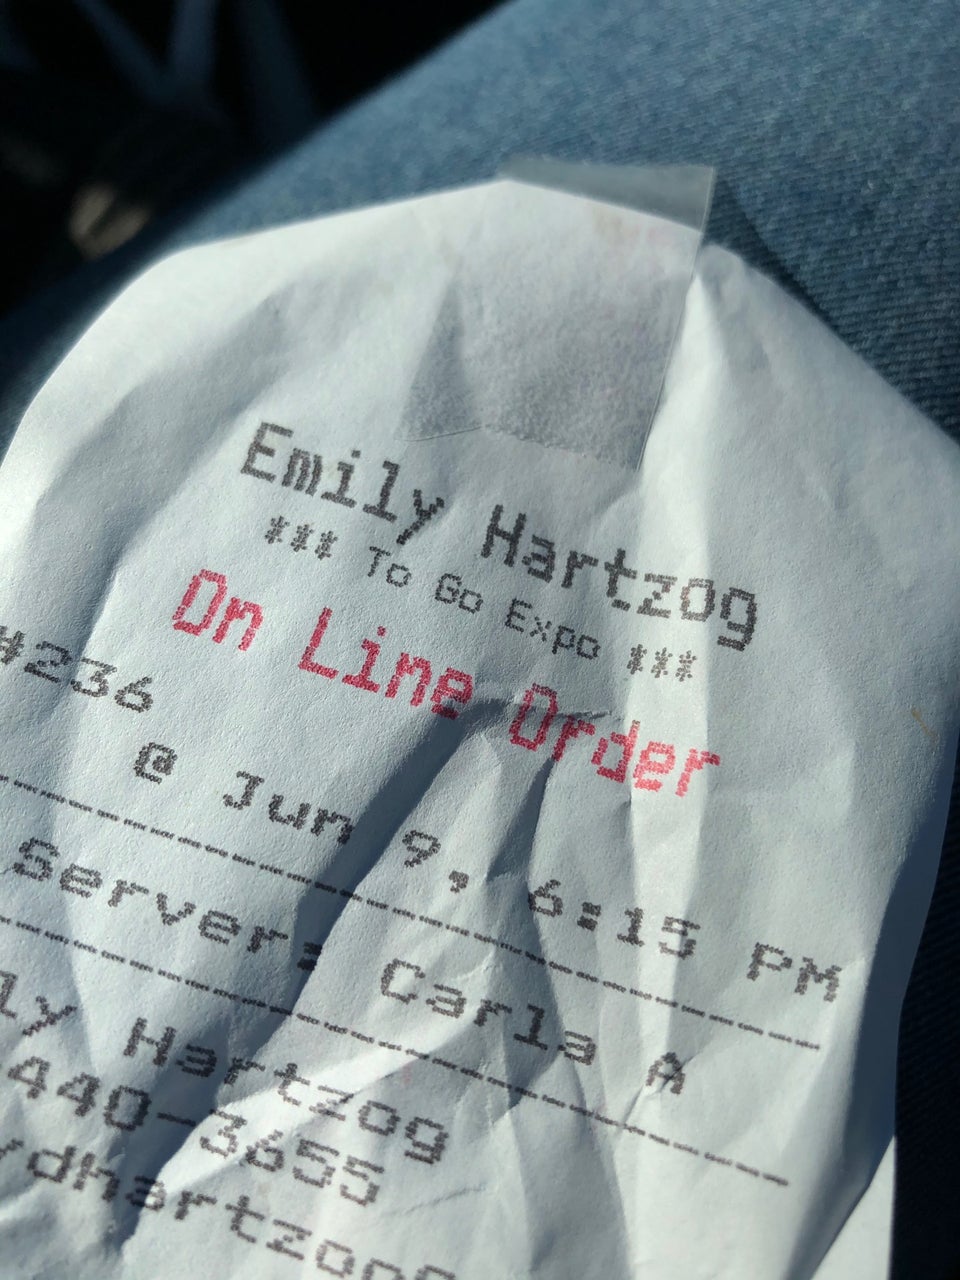 Emily Hartzog
*** To Go Expo ***
On Line Order
#236
@ Jun 9, 6:15 PM
Server: Carla A
ly Hartzog
440-3655
ydhartzog